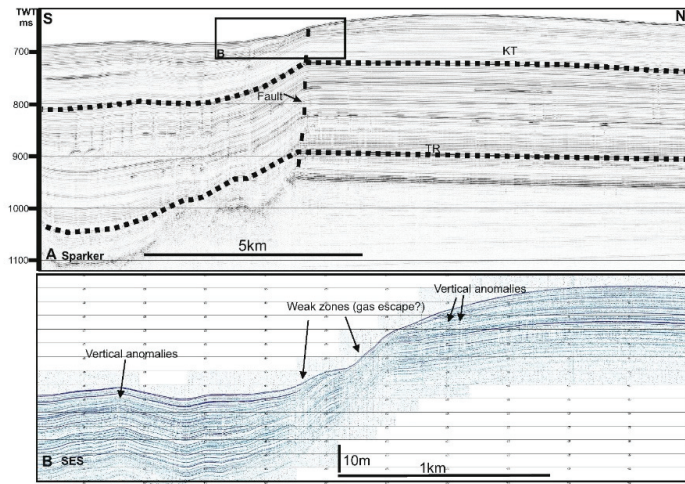 TWT
ms
S
N
700
B
KT
800
Fault
900
TR
1000
5km
1100
A Sparker
Vertical anomalies
Weak zones (gas escape?)
Vertical anomalies
10m
1km
B SES